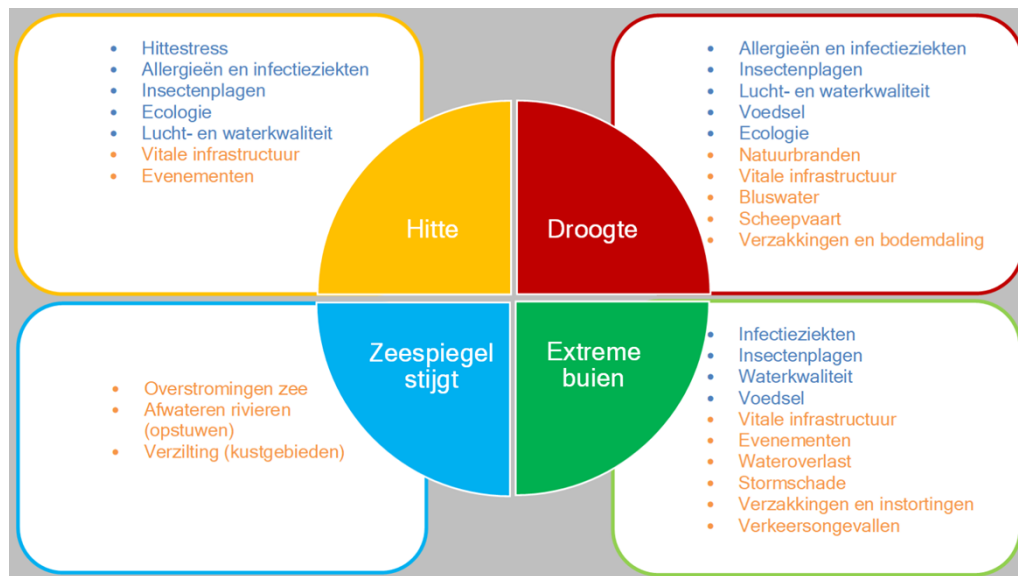 • Hittestress
• Allergieën en infectieziekten
• Insectenplagen
• Ecologie
• Lucht- en waterkwaliteit
• Vitale infrastructuur
• Evenementen
• Allergieën en infectieziekten
• Insectenplagen
• Lucht- en waterkwaliteit
• Voedsel
• Ecologie
• Natuurbranden
• Vitale infrastructuur
• Bluswater
• Scheepvaart
• Verzakkingen en bodemdaling
Hitte
Droogte
Zeespiegel
stijgt
Extreme
buien
• Overstromingen zee
• Afwateren rivieren
(opstuwen)
• Verzilting (kustgebieden)
• Infectieziekten
• Insectenplagen
• Waterkwaliteit
• Voedsel
• Vitale infrastructuur
• Evenementen
• Wateroverlast
• Stormschade
• Verzakkingen en instortingen
• Verkeersongevallen